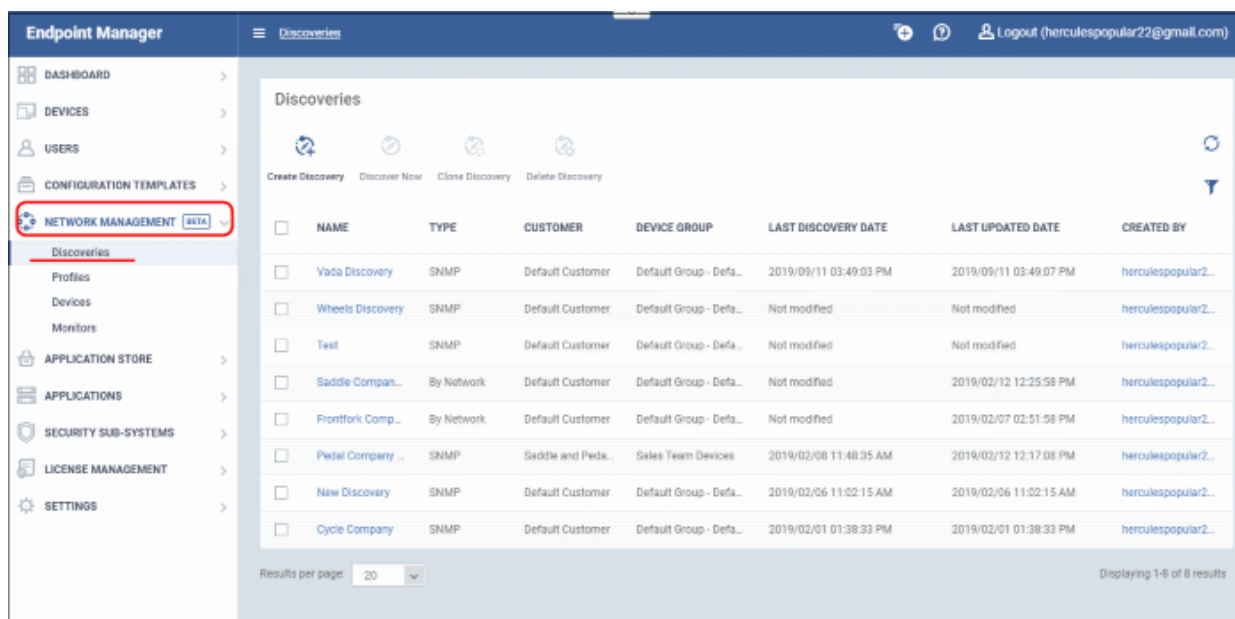 Endpoint Manager
Discoveries
Logout (herculespopular22@gmail.com)
DASHBOARD
DEVICES
USERS
CONFIGURATION TEMPLATES
NETWORK MANAGEMENT BETA
Discoveries
Profiles
Devices
Monitors
APPLICATION STORE
APPLICATIONS
SECURITY SUB-SYSTEMS
LICENSE MANAGEMENT
SETTINGS
Discoveries
Create Discovery Discover Now Clone Discovery Delete Discovery
NAME TYPE CUSTOMER DEVICE GROUP LAST DISCOVERY DATE LAST UPDATED DATE CREATED BY
Vada Discovery SNMP Default Customer Default Group - Defa... 2019/09/11 03:49:03 PM 2019/09/11 03:49:07 PM herculespopular2...
Wheels Discovery SNMP Default Customer Default Group - Defa... Not modified Not modified herculespopular2...
Test SNMP Default Customer Default Group - Defa... Not modified Not modified herculespopular2...
Saddle Compan... By Network Default Customer Default Group - Defa... Not modified 2019/02/12 12:25:58 PM herculespopular2...
Frontfork Comp... By Network Default Customer Default Group - Defa... Not modified 2019/02/07 02:51:58 PM herculespopular2...
Pedal Company ... SNMP Saddle and Peda... Sales Team Devices 2019/02/08 11:48:35 AM 2019/02/12 12:17:08 PM herculespopular2...
New Discovery SNMP Default Customer Default Group - Defa... 2019/02/06 11:02:15 AM 2019/02/06 11:02:15 AM herculespopular2...
Cycle Company SNMP Default Customer Default Group - Defa... 2019/02/01 01:38:33 PM 2019/02/01 01:38:33 PM herculespopular2...
Results per page: 20
Displaying 1-8 of 8 results